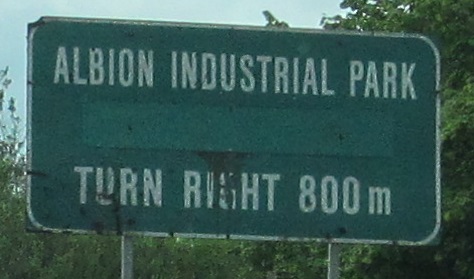 ALBION INDUSTRIAL PARK
TURN RIGHT 800m